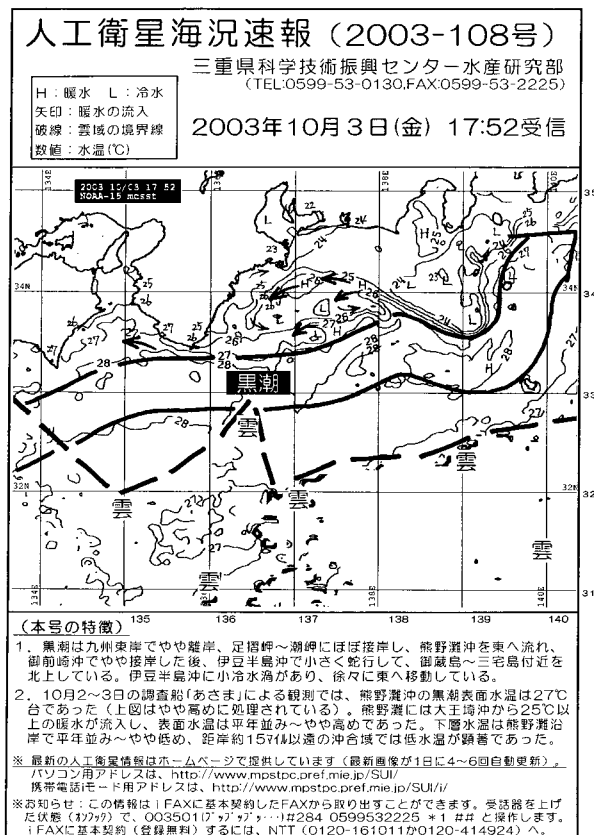 人工衛星海況速報（2003-108号）
三重県科学技術振興センター水産研究部
(TEL:0599-53-0130,FAX:0599-53-2225)
H：暖水　L：冷水
矢印：暖水の流入
破線：雲域の境界線
数値：水温(℃)
2003年10月3日(金) 17:52受信
2003 10/03 17 52
NOAA-15 mcsst
黒潮
雲
雲
雲
雲
雲
雲
135 136 137 138 139 140
（本号の特徴）
1．黒潮は九州東岸でやや離岸、足摺岬～潮岬にほぼ接岸し、熊野灘沖を東へ流れ、
御前崎沖でやや接岸した後、伊豆半島沖で小さく蛇行して、御蔵島～三宅島付近を
北上している。伊豆半島沖に小冷水渦があり、徐々に東へ移動している。
2．10月2～3日の調査船「あさま」による観測では、熊野灘沖の黒潮表面水温は27℃
台であった（上図はやや高めに処理されている）。熊野灘には大王埼沖から25℃以
上の暖水が流入し、表面水温は平年並み～やや高めであった。下層水温は熊野灘沿
岸で平年並み～やや低め、距岸約15マイル以遠の沖合域では低水温が顕著であった。
※ 最新の人工衛星情報はホームページで提供しています（最新画像が1日に4～6回自動更新）。
パソコン用アドレスは、http://www.mpstpc.pref.mie.jp/SUI/
携帯電話iモード用アドレスは、http://www.mpstpc.pref.mie.jp/SUI/i/
※お知らせ：この情報はiFAXに基本契約したFAXから取り出すことができます。受話器を上げ
た状態（オンフック）で、003501(プップップッ･･･)#284 0599532225 *1 ## と操作します。
iFAXに基本契約（登録無料）するには、NTT（0120-161011か0120-414924）へ。